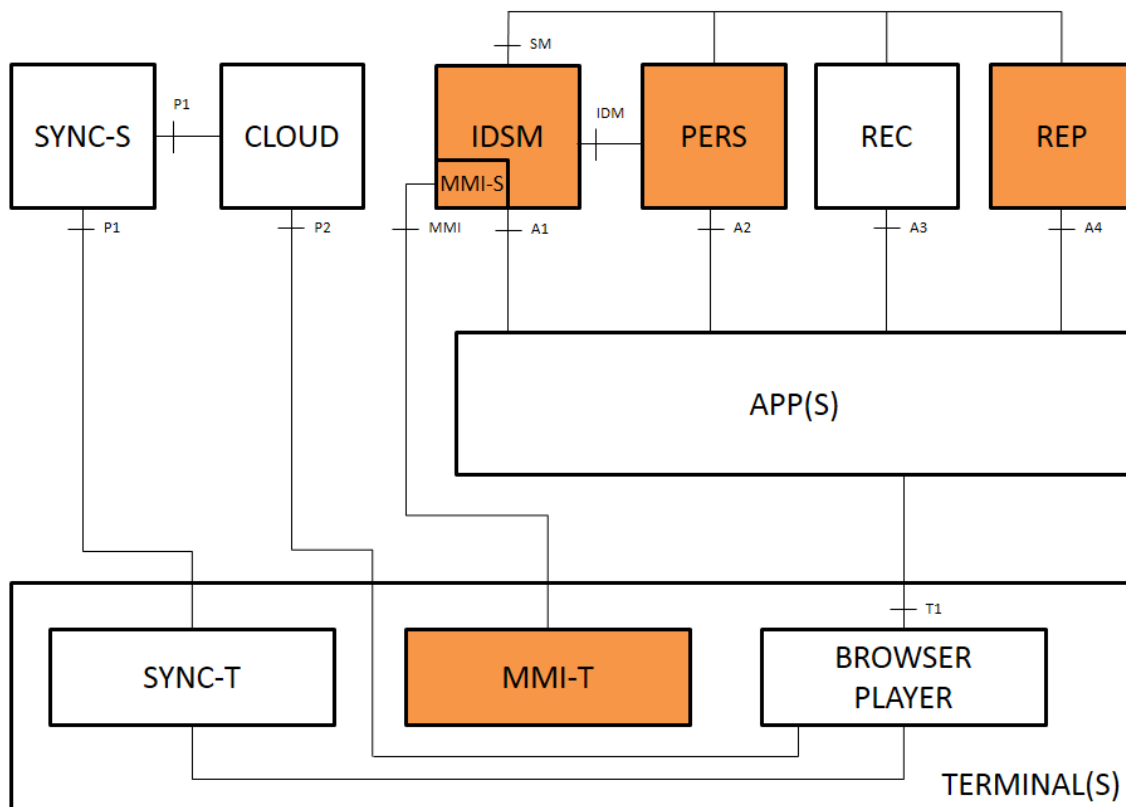 SM
P1
IDM
SYNC-S
CLOUD
IDSM
PERS
REC
REP
MMI-S
P1
P2
MMI
A1
A2
A3
A4
APP(S)
T1
SYNC-T
MMI-T
BROWSER
PLAYER
TERMINAL(S)